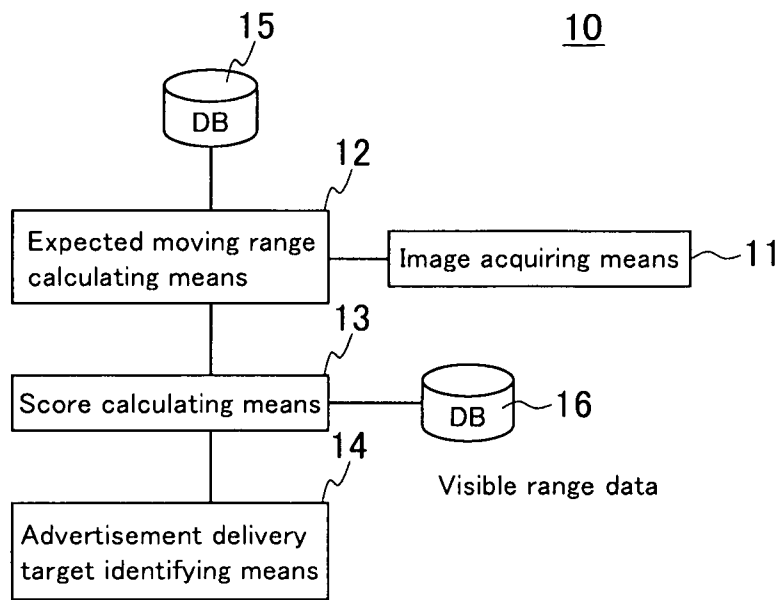 15
10
DB
12
Expected moving range
calculating means
Image acquiring means
11
13
Score calculating means
DB
16
14
Visible range data
Advertisement delivery
target identifying means